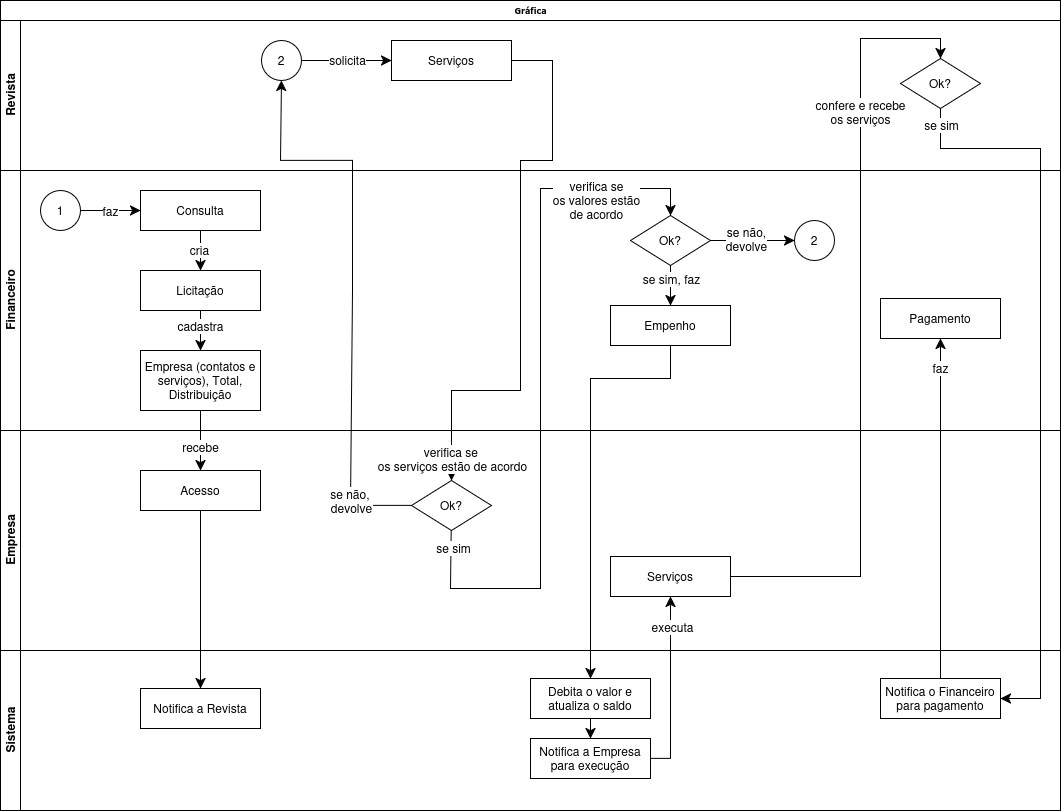 Gráfica
Revista
2
solicita
Serviços
confere e recebe
os serviços
Ok?
se sim
Financeiro
1
faz
Consulta
cria
Licitação
cadastra
Empresa (contatos e
serviços), Total,
Distribuição
verifica se
os valores estão
de acordo
Ok?
se não,
devolve
2
se sim, faz
Empenho
Pagamento
faz
Empresa
recebe
Acesso
verifica se
os serviços estão de acordo
Ok?
se não,
devolve
se sim
Serviços
executa
Sistema
Notifica a Revista
Debita o valor e
atualiza o saldo
Notifica a Empresa
para execução
Notifica o Financeiro
para pagamento